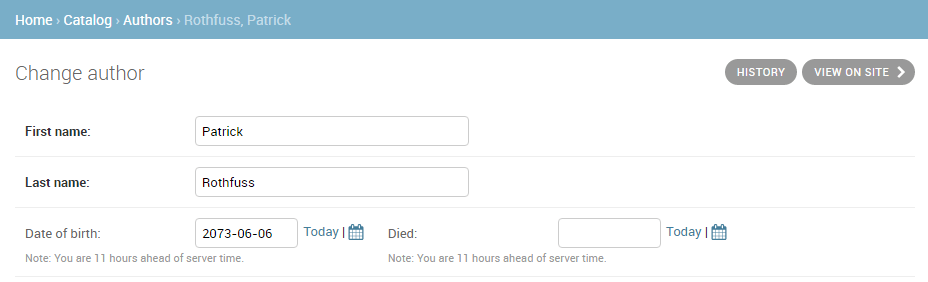 Home › Catalog › Authors › Rothfuss, Patrick
Change author
HISTORY
VIEW ON SITE
First name:
Patrick
Last name:
Rothfuss
Date of birth:
2073-06-06
Today |
Note: You are 11 hours ahead of server time.
Died:
Today |
Note: You are 11 hours ahead of server time.